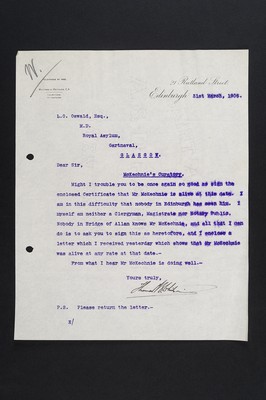 W.
Rutland Street,
Edinburgh 31st March, 1906.
L.R. Oswald, Esq.,
M.D.
Royal Asylum,
Gartnaval,
GLASGOW.
Dear Sir,
McKechnie's Curatory.
Might I trouble you to be once again so good as sign the
enclosed Certificate that Mr McKechnie is alive at this date. I
am in this difficulty that nobody in Edinburgh has seen him. I
myself am neither a Clergyman, Magistrate nor Notary Public.
Nobody in Bridge of Allan knows Mr McKechnie, and all that I can
do is to ask you to sign this as heretofore, and I enclose a
letter which I received yesterday which shows that Mr McKechnie
was alive at any rate at that date.—
From what I hear Mr McKechnie is doing well.—
Yours truly,
P.S. Please return the letter.—